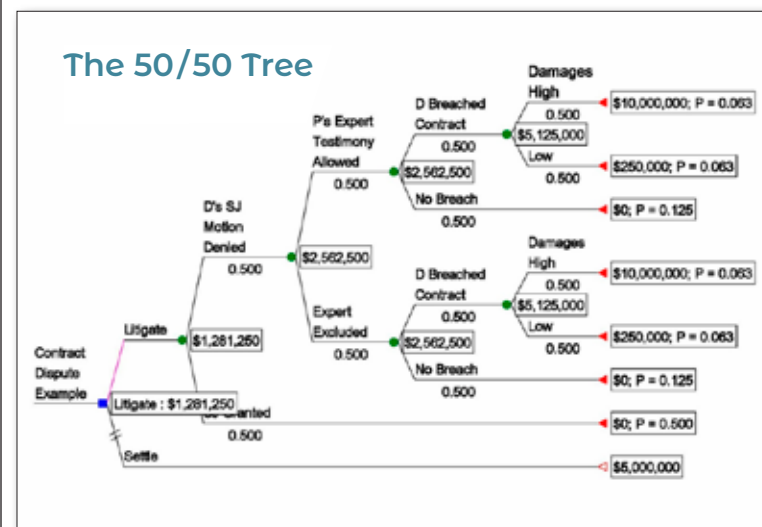 The 50/50 Tree
Damages
High
0.500
$10,000,000; P = 0.063
D Breached
Contract
0.500
$5,125,000
Low
0.500
$250,000; P = 0.063
P's Expert
Testimony
Allowed
0.500
$2,562,500
No Breach
0.500
$0; P = 0.125
D's SJ
Motion
Denied
0.500
$2,562,500
Damages
High
0.500
$10,000,000; P = 0.063
D Breached
Contract
0.500
$5,125,000
Low
0.500
$250,000; P = 0.063
Expert
Excluded
0.500
$2,562,500
No Breach
0.500
$0; P = 0.125
Litigate
$1,281,250
Contract
Dispute
Example
Litigate : $1,281,250
Granted
0.500
$0; P = 0.500
Settle
$5,000,000